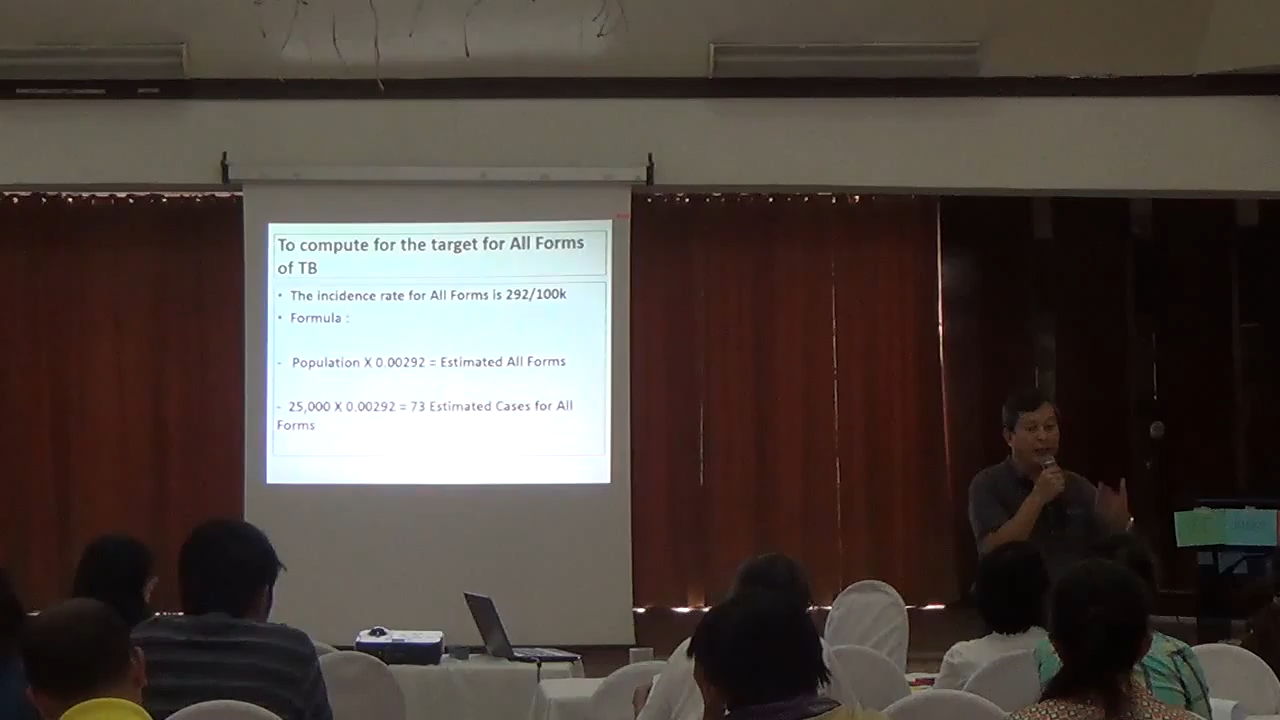 To compute for the target for All Forms
of TB
• The incidence rate for All Forms is 292/100k
• Formula :
- Population X 0.00292 = Estimated All Forms
- 25,000 X 0.00292 = 73 Estimated Cases for All
Forms